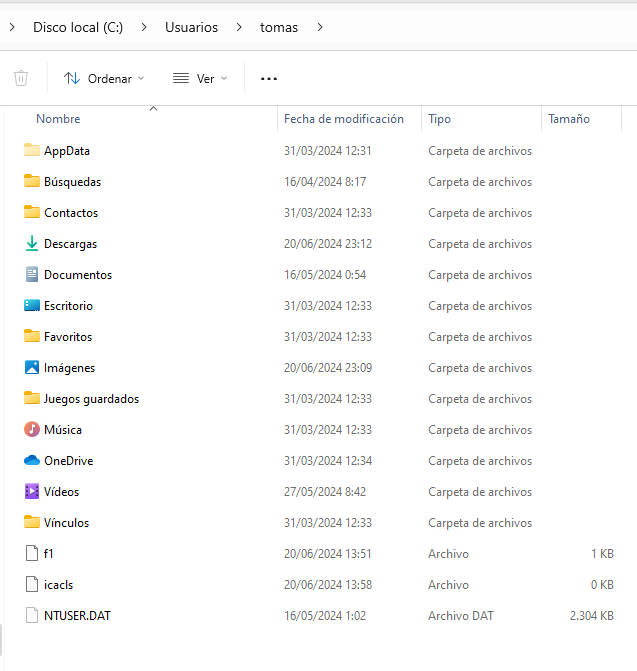 Disco local (C:) Usuarios tomas
Ordenar Ver
Nombre Fecha de modificación Tipo Tamaño
AppData 31/03/2024 12:31 Carpeta de archivos
Búsquedas 16/04/2024 8:17 Carpeta de archivos
Contactos 31/03/2024 12:33 Carpeta de archivos
Descargas 20/06/2024 23:12 Carpeta de archivos
Documentos 16/05/2024 0:54 Carpeta de archivos
Escritorio 31/03/2024 12:33 Carpeta de archivos
Favoritos 31/03/2024 12:33 Carpeta de archivos
Imágenes 20/06/2024 23:09 Carpeta de archivos
Juegos guardados 31/03/2024 12:33 Carpeta de archivos
Música 31/03/2024 12:33 Carpeta de archivos
OneDrive 31/03/2024 12:34 Carpeta de archivos
Vídeos 27/05/2024 8:42 Carpeta de archivos
Vínculos 31/03/2024 12:33 Carpeta de archivos
f1 20/06/2024 13:51 Archivo 1 KB
icacls 20/06/2024 13:58 Archivo 0 KB
NTUSER.DAT 16/05/2024 1:02 Archivo DAT 2.304 KB